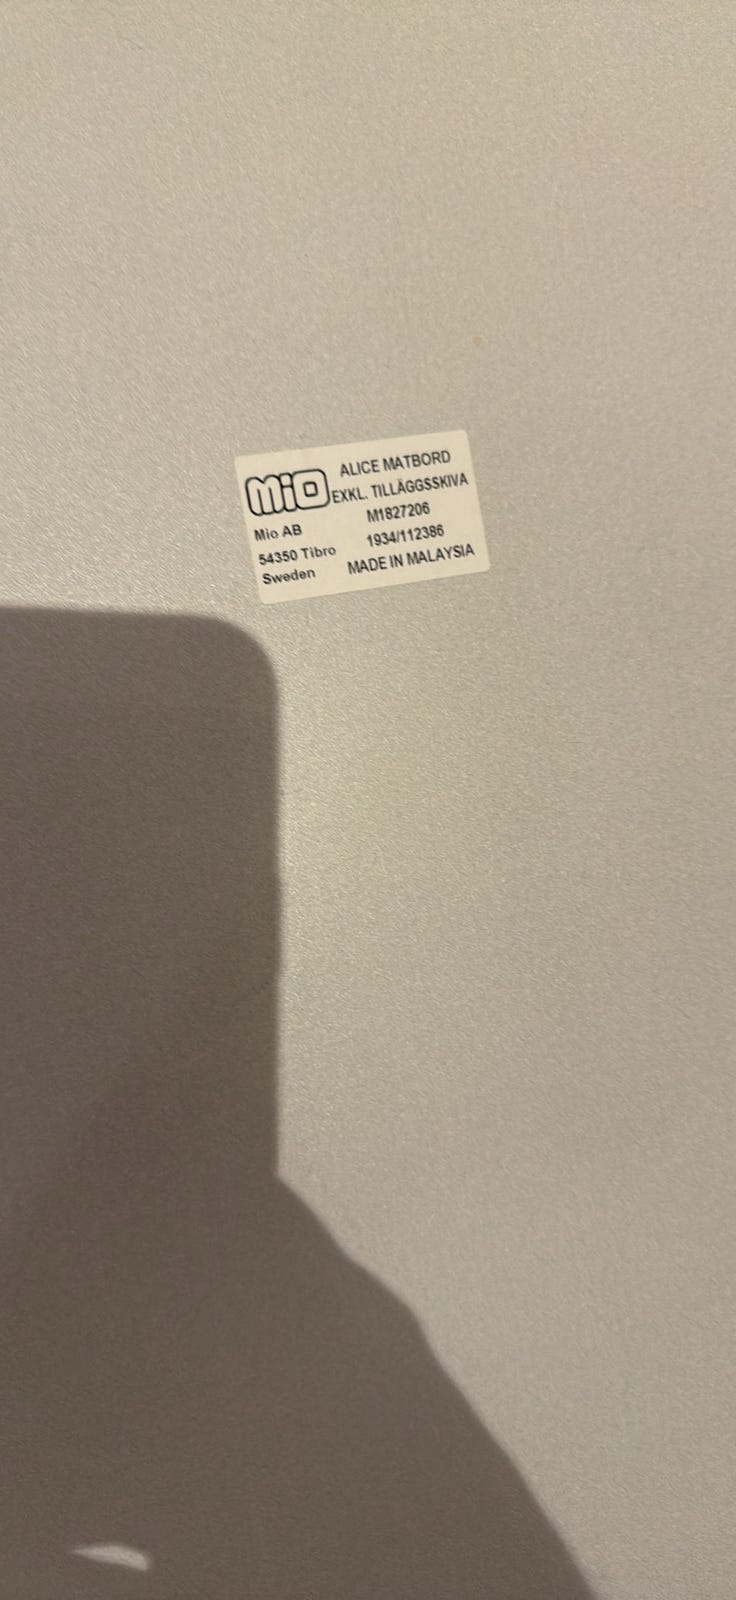 mio
Mio AB
54350 Tibro
Sweden
ALICE MATBORD
EXKL. TILLÄGGSSKIVA
M1827206
1934/112386
MADE IN MALAYSIA